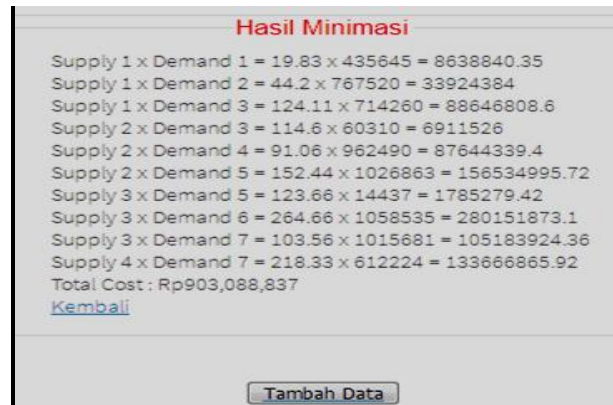 Hasil Minimasi
Supply 1 x Demand 1 = 19.83 x 435645 = 8638840.35
Supply 1 x Demand 2 = 44.2 x 767520 = 33924384
Supply 1 x Demand 3 = 124.11 x 714260 = 88646808.6
Supply 2 x Demand 3 = 114.6 x 60310 = 6911526
Supply 2 x Demand 4 = 91.06 x 962490 = 87644339.4
Supply 2 x Demand 5 = 152.44 x 1026863 = 156534995.72
Supply 3 x Demand 5 = 123.66 x 14437 = 1785279.42
Supply 3 x Demand 6 = 264.66 x 1058535 = 280151873.1
Supply 3 x Demand 7 = 103.56 x 1015681 = 105183924.36
Supply 4 x Demand 7 = 218.33 x 612224 = 133666865.92
Total Cost : Rp903,088,837
Kembali
Tambah Data